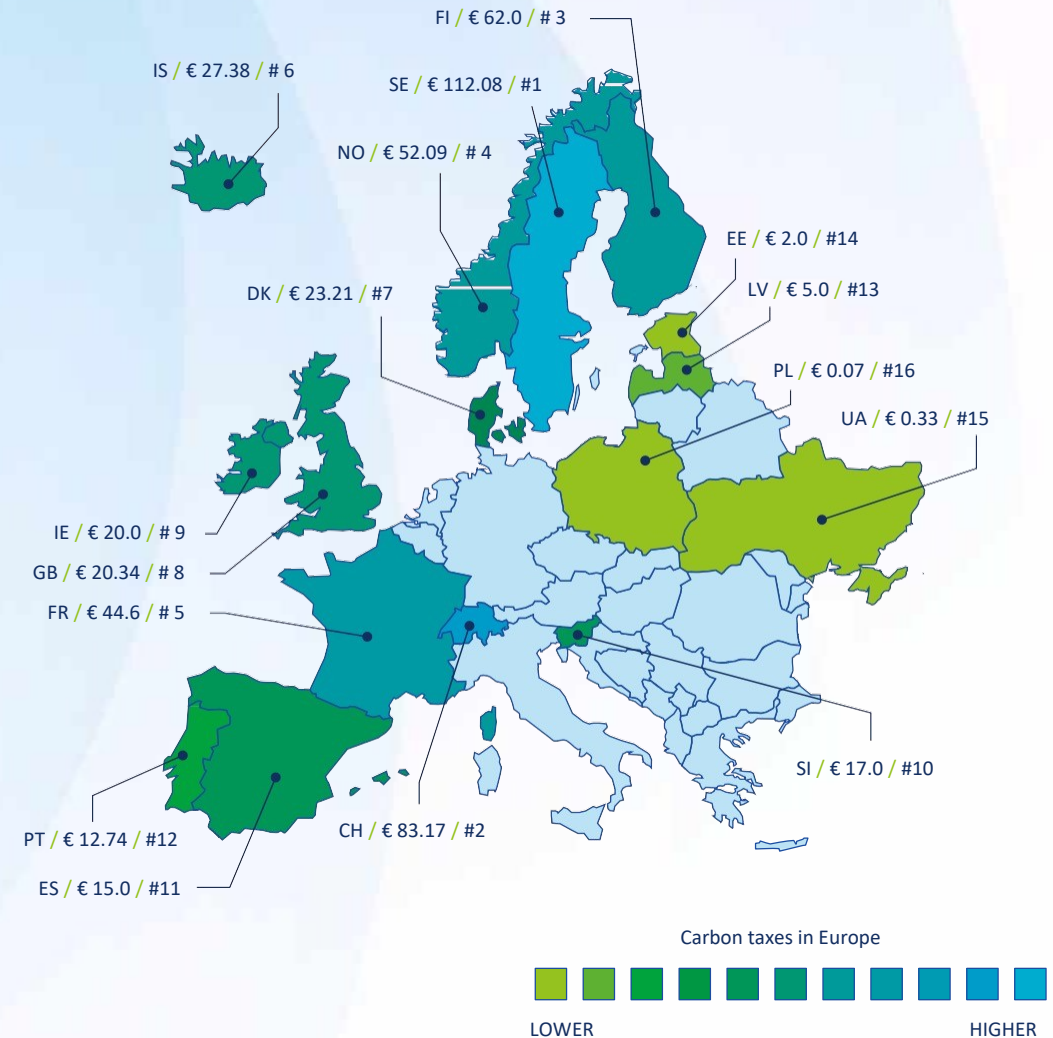 FI / € 62.0 / # 3
IS / € 27.38 / # 6
SE / € 112.08 / #1
NO / € 52.09 / # 4
EE / € 2.0 / #14
DK / € 23.21 / #7
LV / € 5.0 / #13
PL / € 0.07 / #16
UA / € 0.33 / #15
IE / € 20.0 / # 9
GB / € 20.34 / # 8
FR / € 44.6 / # 5
SI / € 17.0 / #10
CH / € 83.17 / #2
PT / € 12.74 / #12
ES / € 15.0 / #11
Carbon taxes in Europe
LOWER
HIGHER